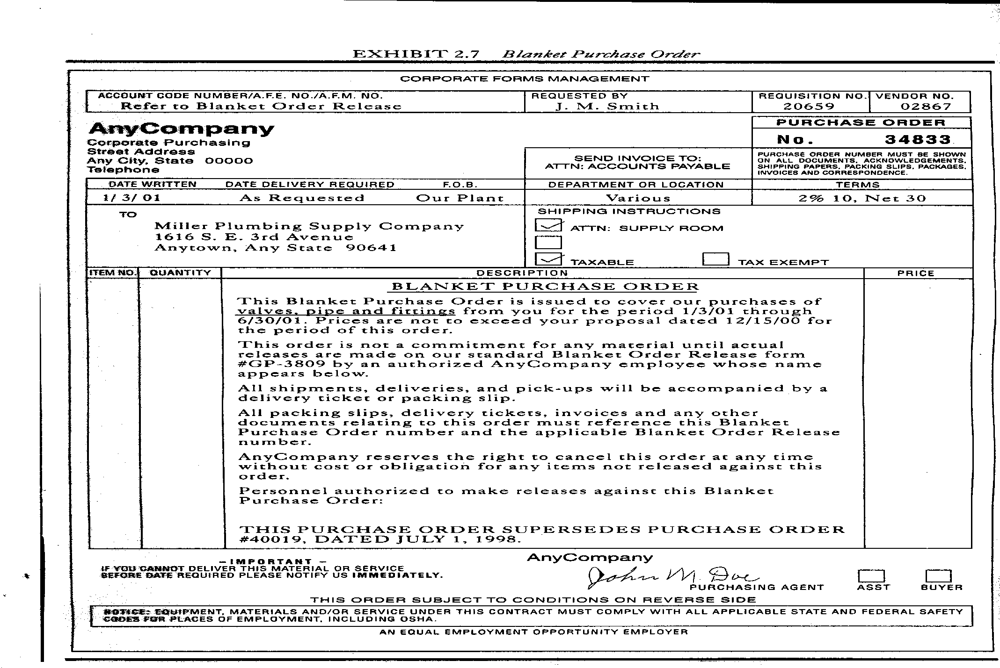 EXHIBIT 2.7 Blanket Purchase Order
CORPORATE FORMS MANAGEMENT
ACCOUNT CODE NUMBER/A.F.E. NO./A.F.M. NO.
Refer to Blanket Order Release
REQUESTED BY
J. M. Smith
REQUISITION NO.
20659
VENDOR NO.
02867
AnyCompany
Corporate Purchasing
Street Address
Any City, State 00000
Telephone
SEND INVOICE TO:
ATTN: ACCOUNTS PAYABLE
PURCHASE ORDER
No. 34833
PURCHASE ORDER NUMBER MUST BE SHOWN
ON ALL DOCUMENTS, ACKNOWLEDGEMENTS,
SHIPPING PAPERS, PACKING SLIPS, PACKAGES,
INVOICES AND CORRESPONDENCE.
DATE WRITTEN DATE DELIVERY REQUIRED F.O.B. DEPARTMENT OR LOCATION TERMS
1/ 3/ 01 As Requested Our Plant Various 2% 10, Net 30
TO
Miller Plumbing Supply Company
1616 S. E. 3rd Avenue
Anytown, Any State 90641
SHIPPING INSTRUCTIONS
ATTN: SUPPLY ROOM
TAXABLE TAX EXEMPT
ITEM NO. QUANTITY DESCRIPTION PRICE
BLANKET PURCHASE ORDER
This Blanket Purchase Order is issued to cover our purchases of
valves, pipe and fittings from you for the period 1/3/01 through
6/30/01. Prices are not to exceed your proposal dated 12/15/00 for
the period of this order.
This order is not a commitment for any material until actual
releases are made on our standard Blanket Order Release form
#GP-3809 by an authorized AnyCompany employee whose name
appears below.
All shipments, deliveries, and pick-ups will be accompanied by a
delivery ticket or packing slip.
All packing slips, delivery tickets, invoices and any other
documents relating to this order must reference this Blanket
Purchase Order number and the applicable Blanket Order Release
number.
AnyCompany reserves the right to cancel this order at any time
without cost or obligation for any items not released against this
order.
Personnel authorized to make releases against this Blanket
Purchase Order:
THIS PURCHASE ORDER SUPERSEDES PURCHASE ORDER
#40019, DATED JULY 1, 1998.
– IMPORTANT –
IF YOU CANNOT DELIVER THIS MATERIAL OR SERVICE
BEFORE DATE REQUIRED PLEASE NOTIFY US IMMEDIATELY.
AnyCompany
John M. Doe
PURCHASING AGENT ASST BUYER
THIS ORDER SUBJECT TO CONDITIONS ON REVERSE SIDE
NOTICE: EQUIPMENT, MATERIALS AND/OR SERVICE UNDER THIS CONTRACT MUST COMPLY WITH ALL APPLICABLE STATE AND FEDERAL SAFETY
CODES FOR PLACES OF EMPLOYMENT, INCLUDING OSHA.
AN EQUAL EMPLOYMENT OPPORTUNITY EMPLOYER